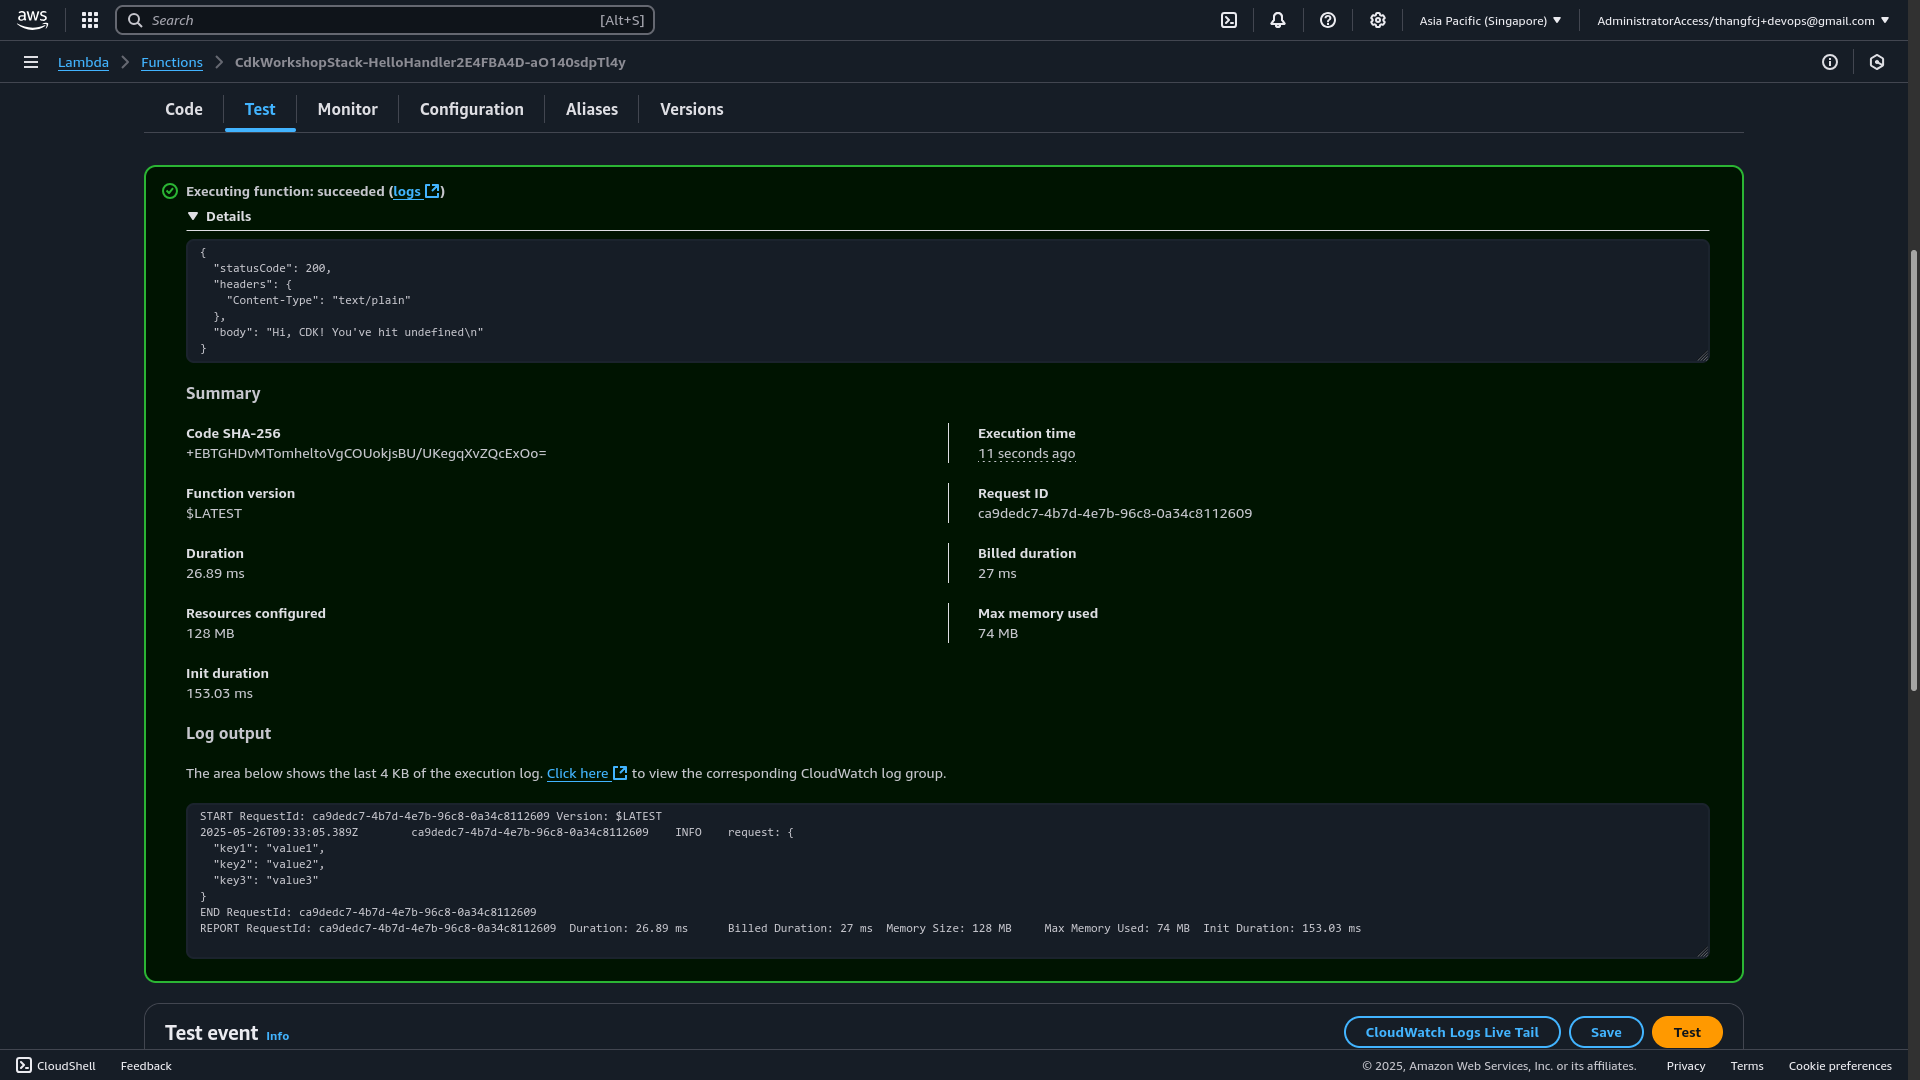 aws Search [Alt+S] Asia Pacific (Singapore) AdministratorAccess/thangfcj+devops@gmail.com
Lambda Functions CdkWorkshopStack-HelloHandler2E4FBA4D-aO140sdpTl4y
Code Test Monitor Configuration Aliases Versions
Executing function: succeeded (logs)
Details
{
  "statusCode": 200,
  "headers": {
    "Content-Type": "text/plain"
  },
  "body": "Hi, CDK! You've hit undefined\n"
}
Summary
Code SHA-256 Execution time
+EBTGHDvMTomheltoVgCOUokjsBU/UKegqXvZQcExOo= 11 seconds ago
Function version Request ID
$LATEST ca9dedc7-4b7d-4e7b-96c8-0a34c8112609
Duration Billed duration
26.89 ms 27 ms
Resources configured Max memory used
128 MB 74 MB
Init duration
153.03 ms
Log output
The area below shows the last 4 KB of the execution log. Click here to view the corresponding CloudWatch log group.
START RequestId: ca9dedc7-4b7d-4e7b-96c8-0a34c8112609 Version: $LATEST
2025-05-26T09:33:05.389Z ca9dedc7-4b7d-4e7b-96c8-0a34c8112609 INFO request: {
  "key1": "value1",
  "key2": "value2",
  "key3": "value3"
}
END RequestId: ca9dedc7-4b7d-4e7b-96c8-0a34c8112609
REPORT RequestId: ca9dedc7-4b7d-4e7b-96c8-0a34c8112609 Duration: 26.89 ms Billed Duration: 27 ms Memory Size: 128 MB Max Memory Used: 74 MB Init Duration: 153.03 ms
Test event Info CloudWatch Logs Live Tail Save Test
CloudShell Feedback © 2025, Amazon Web Services, Inc. or its affiliates. Privacy Terms Cookie preferences